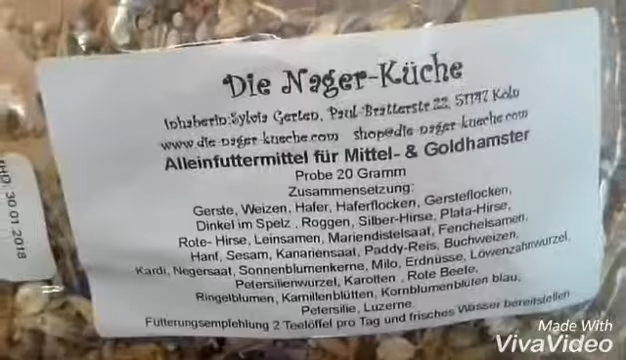 Die Nager-Küche
Inhaberin:Sylvia Gerlen, Paul-Bratterstr 22, 51147 Köln
www.die-nager-kueche.com shop@die-nager-kueche.com
Alleinfuttermittel für Mittel- & Goldhamster
Probe 20 Gramm
Zusammensetzung:
Gerste, Weizen, Hafer, Haferflocken, Gersteflocken,
Dinkel im Spelz , Roggen, Silber-Hirse, Plata-Hirse,
Rote- Hirse, Leinsamen, Mariendistelsaat, Fenchelsamen,
Hanf, Sesam, Kanariensaat, Paddy-Reis, Buchweizen,
Kardi, Negersaat, Sonnenblumenkerne, Milo, Erdnüsse, Löwenzahnwurzel,
Petersilienwurzel, Karotten , Rote Beete,
Ringelblumen, Kamillenblütten, Kornblumenblüten blau,
Petersilie, Luzerne.
Fütterungsempfehlung 2 Teelöffel pro Tag und frisches Wasser bereitstellen
MHD: 30.01.2018
Made With
VivaVideo